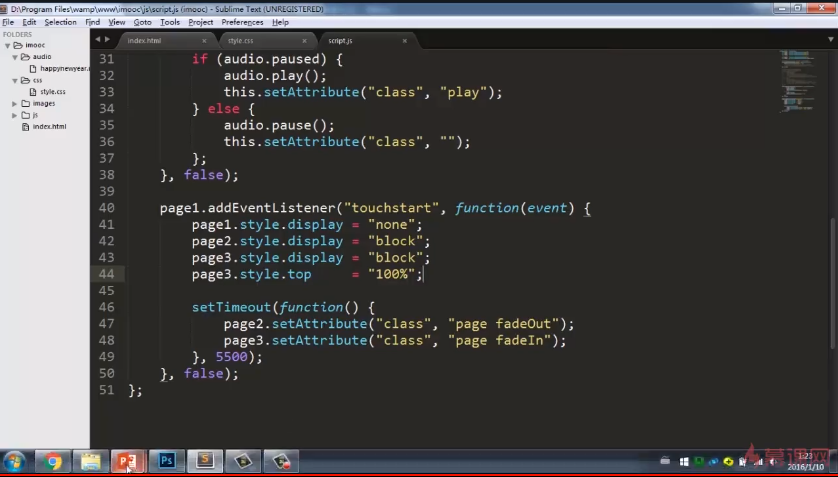 D:\Program Files\wamp\www\imooc\js\script.js (imooc) - Sublime Text (UNREGISTERED)
File Edit Selection Find View Goto Tools Project Preferences Help
FOLDERS
imooc
audio
happynewyear.
css
style.css
images
js
index.html
index.html × style.css × script.js ×
31 if (audio.paused) {
32 audio.play();
33 this.setAttribute("class", "play");
34 } else {
35 audio.pause();
36 this.setAttribute("class", "");
37 };
38 }, false);
39
40 page1.addEventListener("touchstart", function(event) {
41 page1.style.display = "none";
42 page2.style.display = "block";
43 page3.style.display = "block";
44 page3.style.top = "100%";
45
46 setTimeout(function() {
47 page2.setAttribute("class", "page fadeOut");
48 page3.setAttribute("class", "page fadeIn");
49 }, 5500);
50 }, false);
51 };
Ps
慕课网
2016/1/10